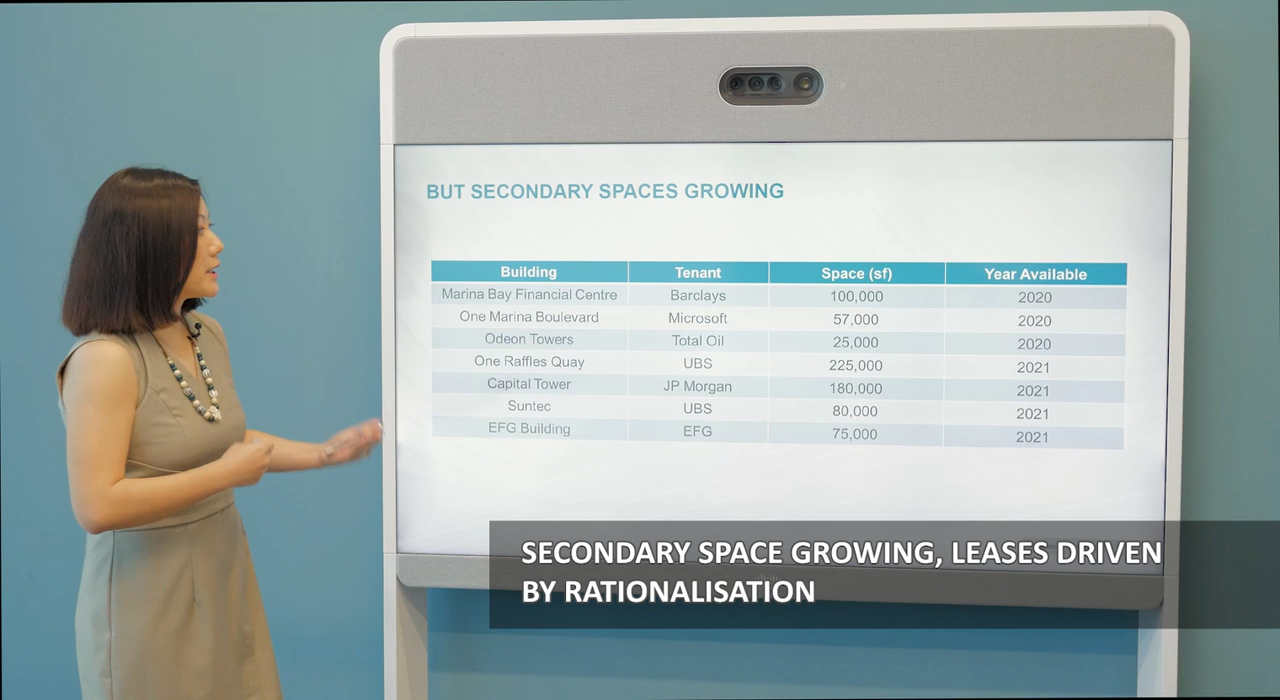 BUT SECONDARY SPACES GROWING
Building Tenant Space (sf) Year Available
Marina Bay Financial Centre Barclays 100,000 2020
One Marina Boulevard Microsoft 57,000 2020
Odeon Towers Total Oil 25,000 2020
One Raffles Quay UBS 225,000 2021
Capital Tower JP Morgan 180,000 2021
Suntec UBS 80,000 2021
EFG Building EFG 75,000 2021
SECONDARY SPACE GROWING, LEASES DRIVEN
BY RATIONALISATION